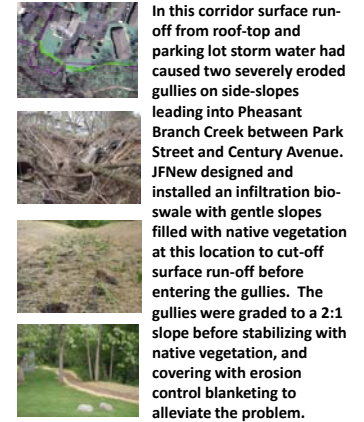 In this corridor surface run-
off from roof-top and
parking lot storm water had
caused two severely eroded
gullies on side-slopes
leading into Pheasant
Branch Creek between Park
Street and Century Avenue.
JFNew designed and
installed an infiltration bio-
swale with gentle slopes
filled with native vegetation
at this location to cut-off
surface run-off before
entering the gullies.  The
gullies were graded to a 2:1
slope before stabilizing with
native vegetation, and
covering with erosion
control blanketing to
alleviate the problem.